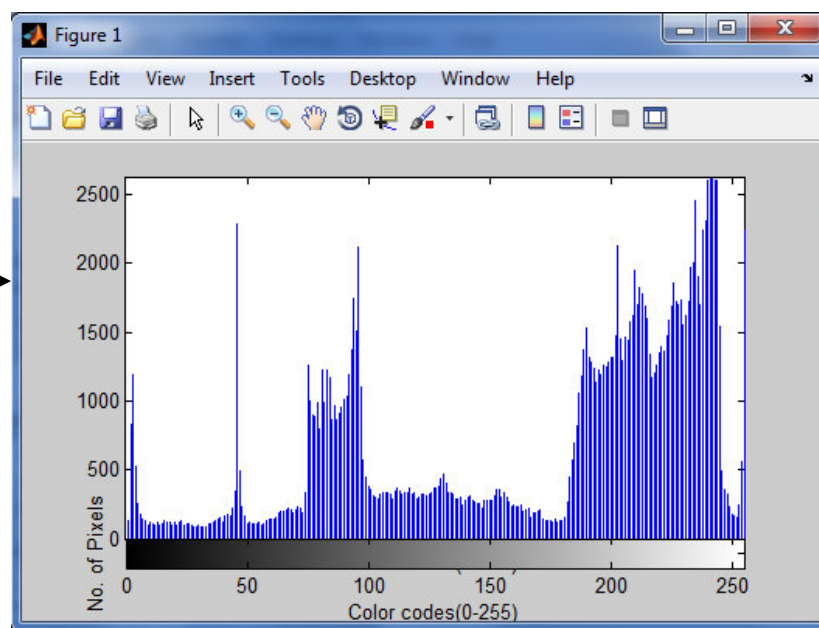 Figure 1
File Edit View Insert Tools Desktop Window Help
2500
2000
1500
1000
500
0
No. of Pixels
0 50 100 150 200 250
Color codes(0-255)